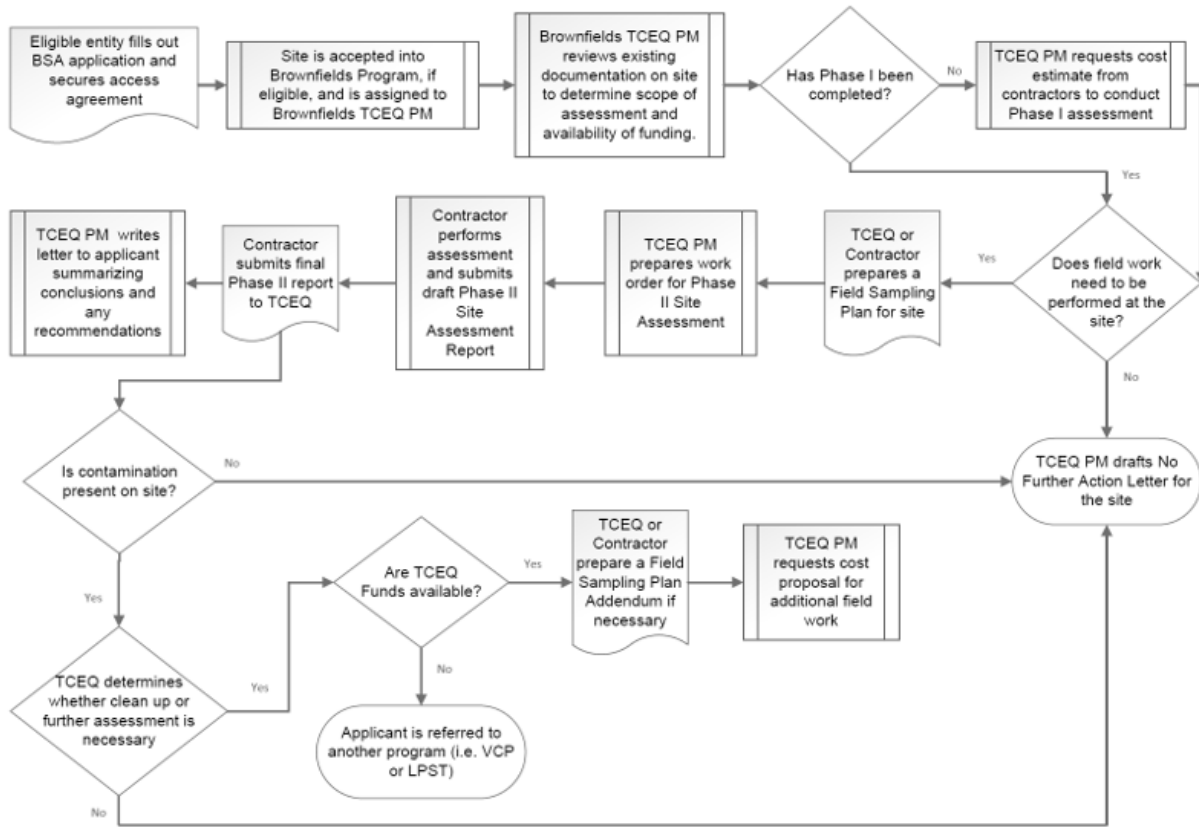 Eligible entity fills out
BSA application and
secures access
agreement
Site is accepted into
Brownfields Program, if
eligible, and is assigned to
Brownfields TCEQ PM
Brownfields TCEQ PM
reviews existing
documentation on site
to determine scope of
assessment and
availability of funding.
Has Phase I been
completed?
No
TCEQ PM requests cost
estimate from
contractors to conduct
Phase I assessment
Yes
Does field work
need to be
performed at the
site?
Yes
No
TCEQ or
Contractor
prepares a
Field Sampling
Plan for site
TCEQ PM
prepares work
order for Phase
II Site
Assessment
Contractor
performs
assessment
and submits
draft Phase II
Site
Assessment
Report
Contractor
submits final
Phase II report
to TCEQ
TCEQ PM writes
letter to applicant
summarizing
conclusions and
any
recommendations
Is contamination
present on site?
No
Yes
TCEQ PM drafts No
Further Action Letter for
the site
TCEQ determines
whether clean up or
further assessment is
necessary
Yes
No
Are TCEQ
Funds available?
Yes
No
TCEQ or
Contractor
prepare a Field
Sampling Plan
Addendum if
necessary
TCEQ PM
requests cost
proposal for
additional field
work
Applicant is referred to
another program (i.e. VCP
or LPST)